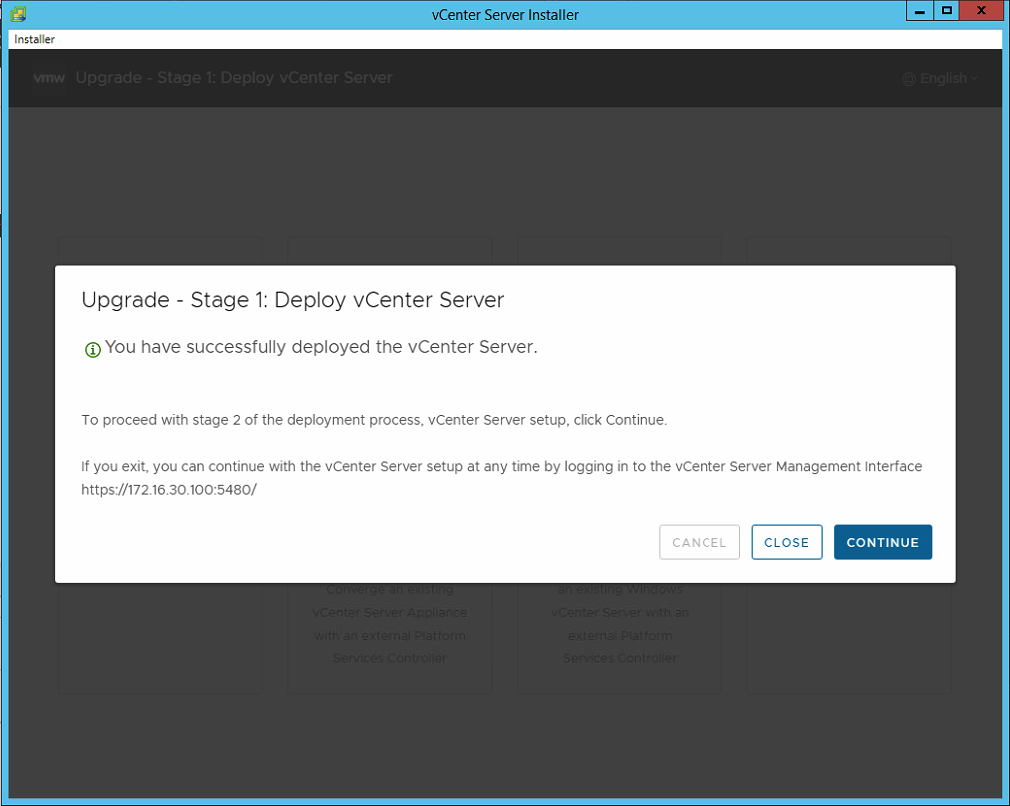 vCenter Server Installer
Installer
vmw Upgrade - Stage 1: Deploy vCenter Server
English
Upgrade - Stage 1: Deploy vCenter Server
You have successfully deployed the vCenter Server.
To proceed with stage 2 of the deployment process, vCenter Server setup, click Continue.
If you exit, you can continue with the vCenter Server setup at any time by logging in to the vCenter Server Management Interface
https://172.16.30.100:5480/
CANCEL CLOSE CONTINUE
Converge an existing
vCenter Server Appliance
with an external Platform
Services Controller
an existing Windows
vCenter Server with an
external Platform
Services Controller